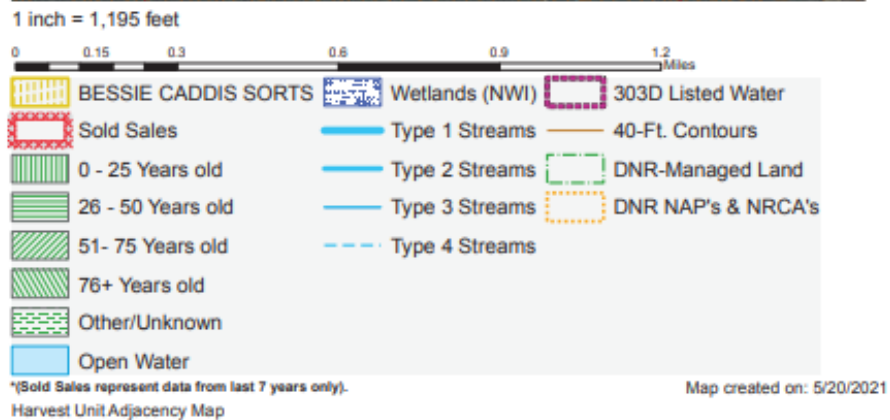 1 inch = 1,195 feet
0 0.15 0.3 0.6 0.9 1.2
Miles
BESSIE CADDIS SORTS Wetlands (NWI) 303D Listed Water
Sold Sales Type 1 Streams 40-Ft. Contours
0 - 25 Years old Type 2 Streams DNR-Managed Land
26 - 50 Years old Type 3 Streams DNR NAP's & NRCA's
51- 75 Years old Type 4 Streams
76+ Years old
Other/Unknown
Open Water
*(Sold Sales represent data from last 7 years only). Map created on: 5/20/2021
Harvest Unit Adjacency Map